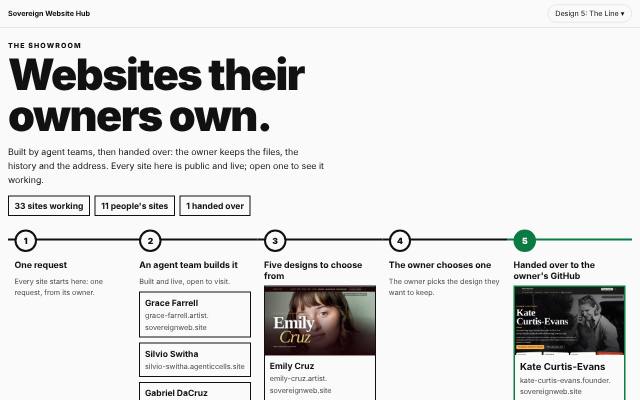 Sovereign Website Hub
Design 5: The Line ▾
THE SHOWROOM
Websites their
owners own.
Built by agent teams, then handed over: the owner keeps the files, the
history and the address. Every site here is public and live; open one to see it
working.
33 sites working
11 people's sites
1 handed over
1
One request
Every site starts here: one
request, from its owner.
2
An agent team builds it
Built and live, open to visit.
Grace Farrell
grace-farrell.artist.
sovereignweb.site
Silvio Switha
silvio-switha.agenticcells.site
Gabriel DaCruz
3
Five designs to choose
from
Emily
Cruz
Emily Cruz
emily-cruz.artist.
sovereignweb.site
4
The owner chooses one
The owner picks the design they
want to keep.
5
Handed over to the
owner's GitHub
Kate
Curtis-Evans
Kate Curtis-Evans
kate-curtis-evans.founder.
sovereignweb.site